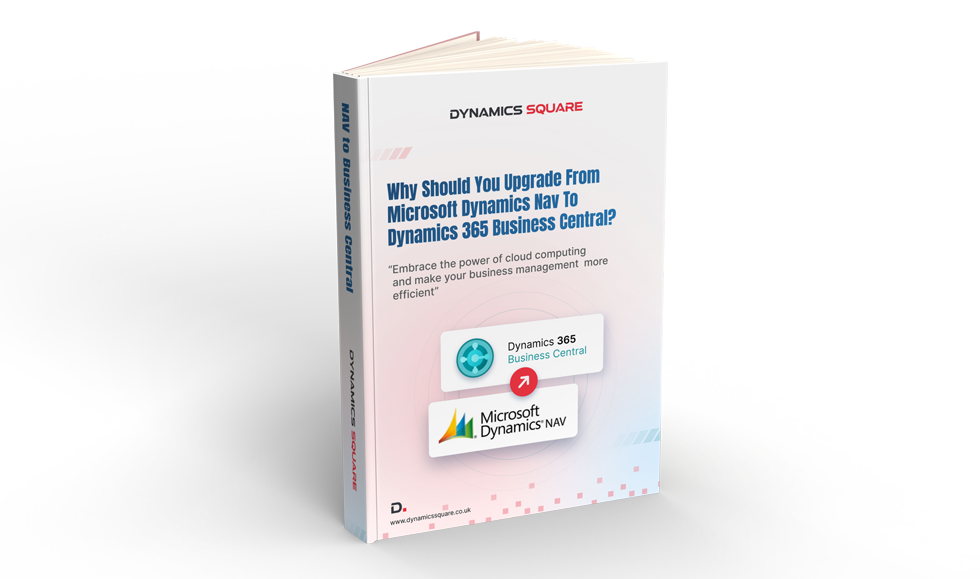 DYNAMICS SQUARE
Why Should You Upgrade From
Microsoft Dynamics Nav To
Dynamics 365 Business Central?
“Embrace the power of cloud computing
and make your business management more
efficient”
Dynamics 365
Business Central
Microsoft
Dynamics® NAV
D.
www.dynamicssquare.co.uk
NAV to Business Central
DYNAMICS SQUARE